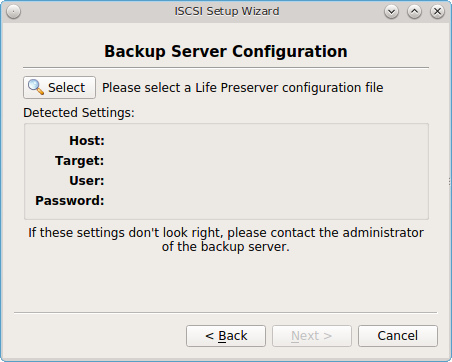 ISCSI Setup Wizard
Backup Server Configuration
Select Please select a Life Preserver configuration file
Detected Settings:
Host:
Target:
User:
Password:
If these settings don't look right, please contact the administrator
of the backup server.
< Back Next > Cancel